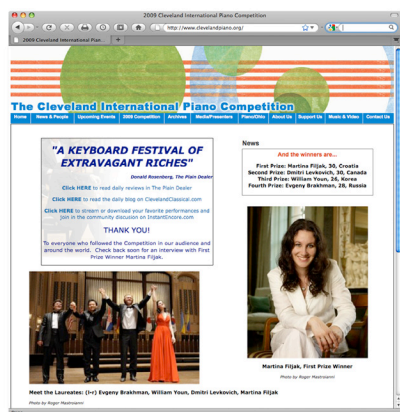 2009 Cleveland International Piano Competition
http://www.clevelandpiano.org/
2009 Cleveland International Pian...
The Cleveland International Piano Competition
Home News & People Upcoming Events 2009 Competition Archives Media/Presenters Piano/Ohio About Us Support Us Music & Video Contact Us
"A KEYBOARD FESTIVAL OF
EXTRAVAGANT RICHES"
Donald Rosenberg, The Plain Dealer
Click HERE to read daily reviews in The Plain Dealer
Click HERE to read the daily blog on ClevelandClassical.com
Click HERE to stream or download your favorite performances and
join in the community discusion on InstantEncore.com
THANK YOU!
To everyone who followed the Competition in our audience and
around the world. Check back soon for an interview with First
Prize Winner Martina Filjak.
News
And the winners are...
First Prize: Martina Filjak, 30, Croatia
Second Prize: Dmitri Levkovich, 30, Canada
Third Prize: William Youn, 26, Korea
Fourth Prize: Evgeny Brakhman, 28, Russia
Martina Filjak, First Prize Winner
Photo by Roger Mastroianni
Meet the Laureates: (l-r) Evgeny Brakhman, William Youn, Dmitri Levkovich, Martina Filjak
Photo by Roger Mastroianni